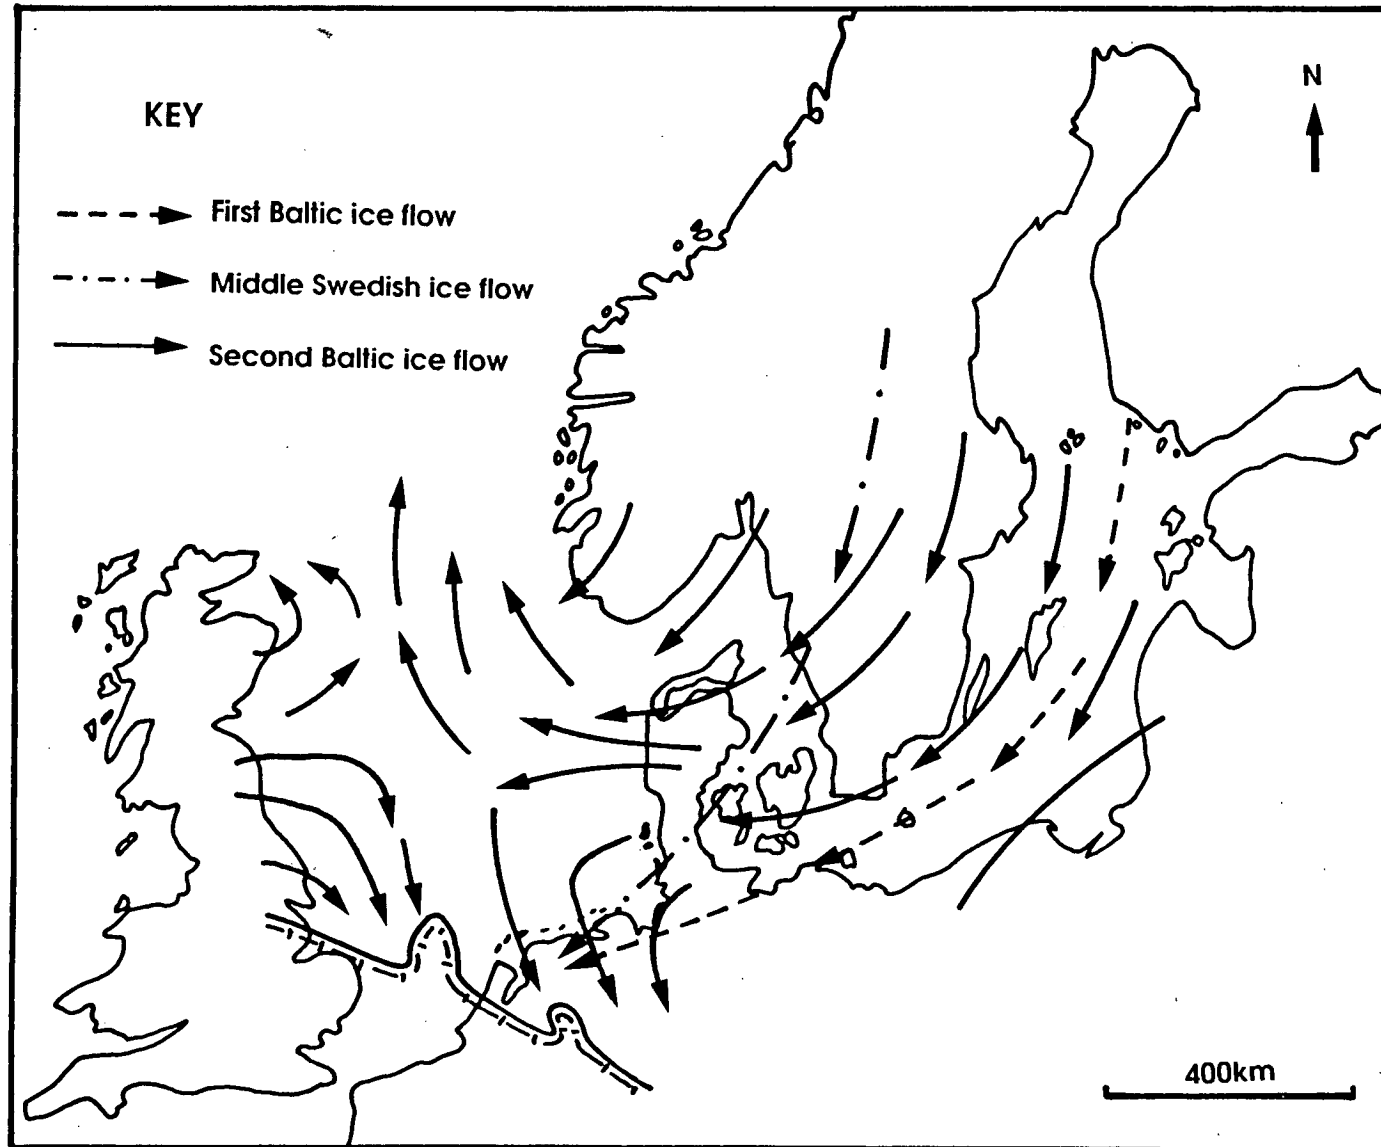 KEY
N
First Baltic ice flow
Middle Swedish ice flow
Second Baltic ice flow
400km